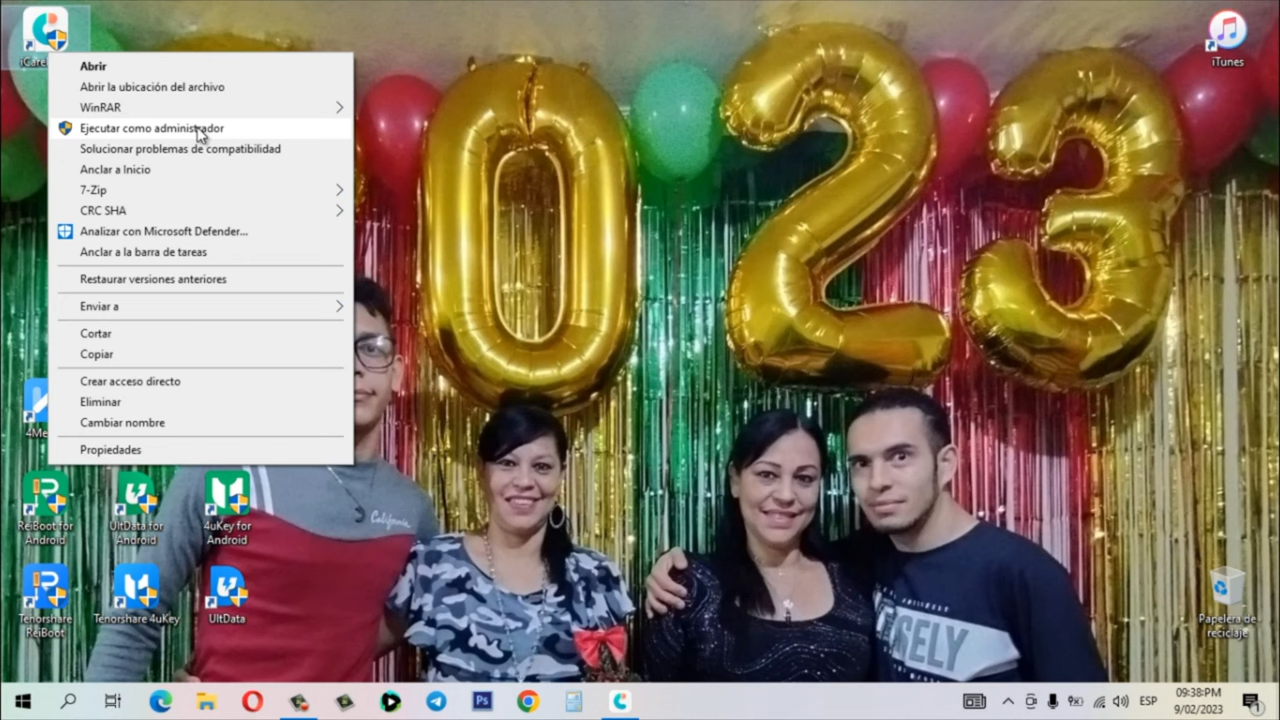 iTunes
Abrir
Abrir la ubicación del archivo
WinRAR
Ejecutar como administrador
Solucionar problemas de compatibilidad
Anclar a Inicio
7-Zip
CRC SHA
Analizar con Microsoft Defender...
Anclar a la barra de tareas
Restaurar versiones anteriores
Enviar a
Cortar
Copiar
Crear acceso directo
Eliminar
Cambiar nombre
Propiedades
023
California
ReiBoot for
Android
UltData for
Android
4uKey for
Android
Tenorshare
ReiBoot
Tenorshare 4uKey
UltData
Papelera de
reciclaje
Ps
ESP
09:38:PM
9/02/2023
1